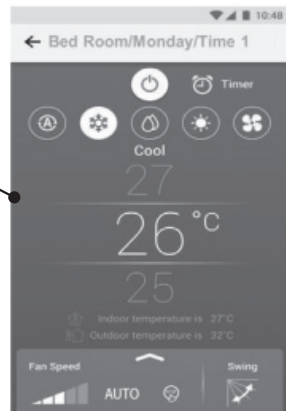 10:48
← Bed Room/Monday/Time 1
Timer
A
Cool
27
26°C
25
Indoor temperature is 27°C
Outdoor temperature is 32°C
Fan Speed
Swing
AUTO